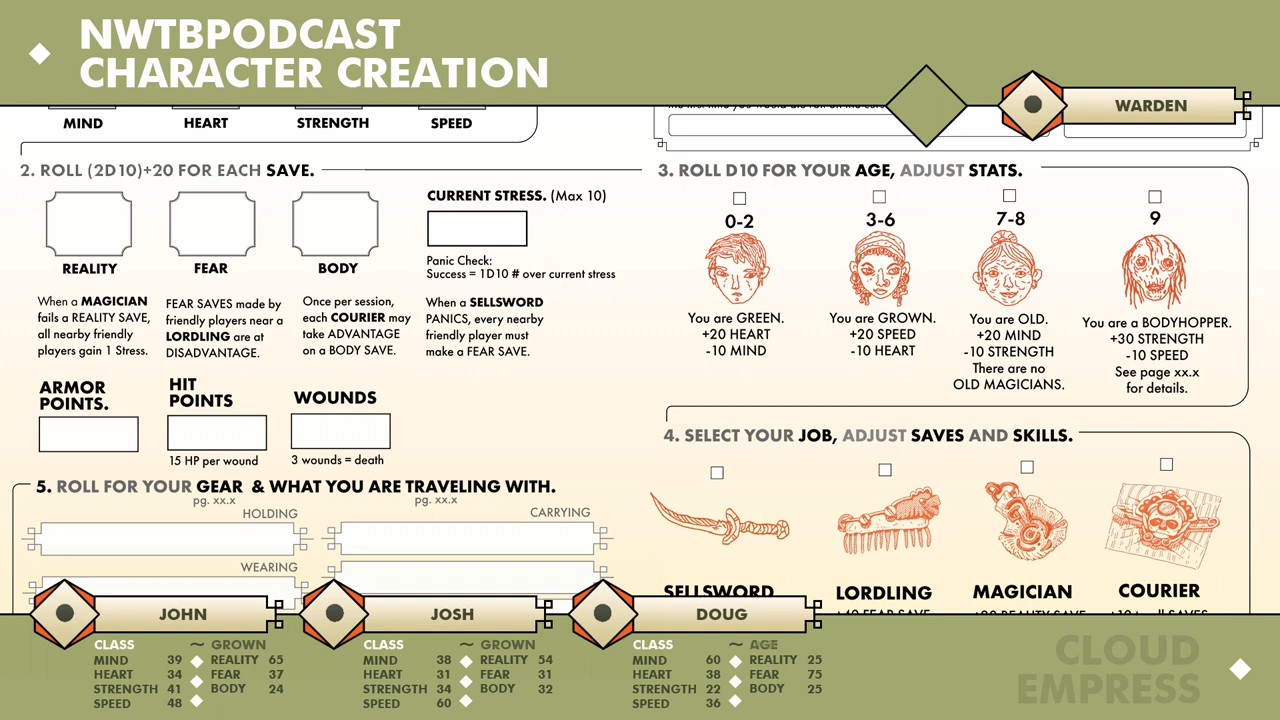 NWTBPODCAST
CHARACTER CREATION
WARDEN
MIND
HEART
STRENGTH
SPEED
2. ROLL (2D10)+20 FOR EACH SAVE.
REALITY
FEAR
BODY
CURRENT STRESS. (Max 10)
Panic Check:
Success = 1D10 # over current stress
When a MAGICIAN
fails a REALITY SAVE,
all nearby friendly
players gain 1 Stress.
FEAR SAVES made by
friendly players near a
LORDLING are at
DISADVANTAGE.
Once per session,
each COURIER may
take ADVANTAGE
on a BODY SAVE.
When a SELLSWORD
PANICS, every nearby
friendly player must
make a FEAR SAVE.
ARMOR
POINTS.
HIT
POINTS
WOUNDS
15 HP per wound
3 wounds = death
3. ROLL D10 FOR YOUR AGE, ADJUST STATS.
0-2
You are GREEN.
+20 HEART
-10 MIND
3-6
You are GROWN.
+20 SPEED
-10 HEART
7-8
You are OLD.
+20 MIND
-10 STRENGTH
There are no
OLD MAGICIANS.
9
You are a BODYHOPPER.
+30 STRENGTH
-10 SPEED
See page xx.x
for details.
4. SELECT YOUR JOB, ADJUST SAVES AND SKILLS.
SELLSWORD
LORDLING
MAGICIAN
COURIER
5. ROLL FOR YOUR GEAR & WHAT YOU ARE TRAVELING WITH.
pg. xx.x
pg. xx.x
HOLDING
CARRYING
WEARING
JOHN
CLASS ~ GROWN
MIND 39 REALITY 65
HEART 34 FEAR 37
STRENGTH 41 BODY 24
SPEED 48
JOSH
CLASS ~ GROWN
MIND 38 REALITY 54
HEART 31 FEAR 31
STRENGTH 34 BODY 32
SPEED 60
DOUG
CLASS ~ AGE
MIND 60 REALITY 25
HEART 38 FEAR 75
STRENGTH 22 BODY 25
SPEED 36
CLOUD
EMPRESS